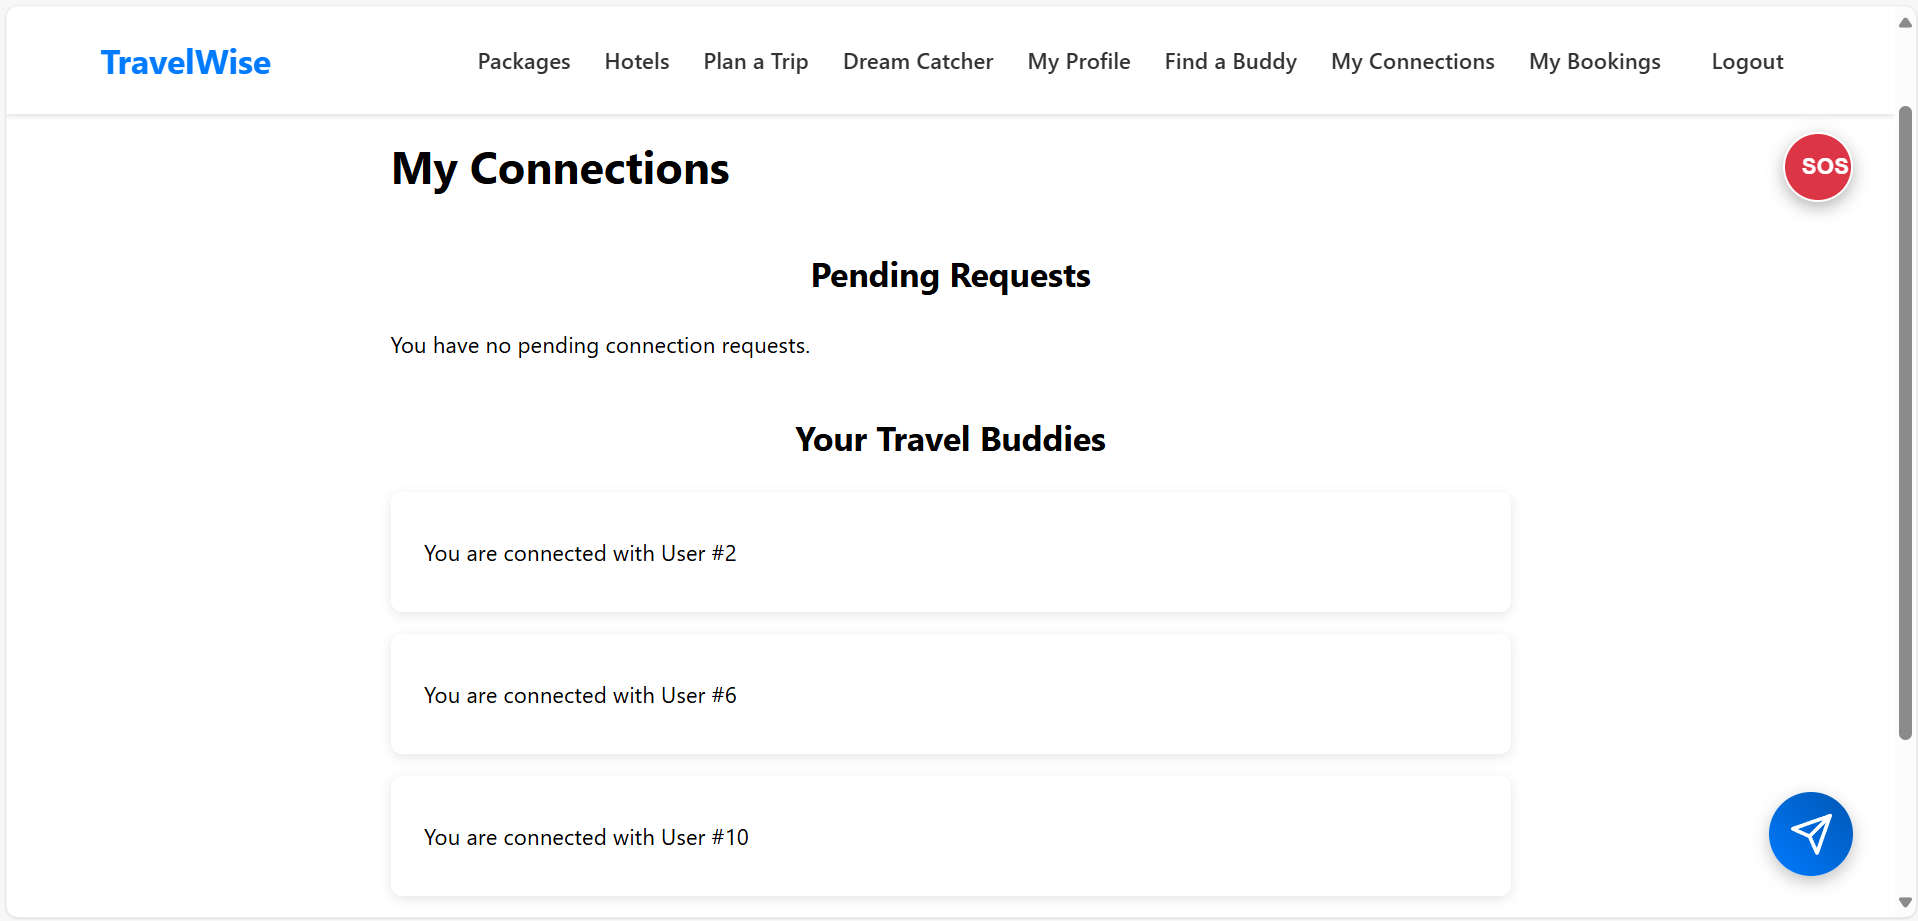 TravelWise
Packages Hotels Plan a Trip Dream Catcher My Profile Find a Buddy My Connections My Bookings Logout
My Connections
SOS
Pending Requests
You have no pending connection requests.
Your Travel Buddies
You are connected with User #2
You are connected with User #6
You are connected with User #10